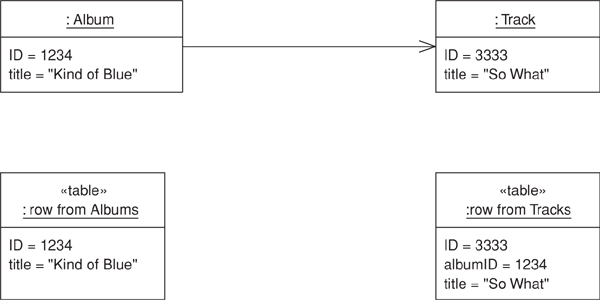 : Album
ID = 1234
title = "Kind of Blue"
: Track
ID = 3333
title = "So What"
«table»
: row from Albums
ID = 1234
title = "Kind of Blue"
«table»
:row from Tracks
ID = 3333
albumID = 1234
title = "So What"